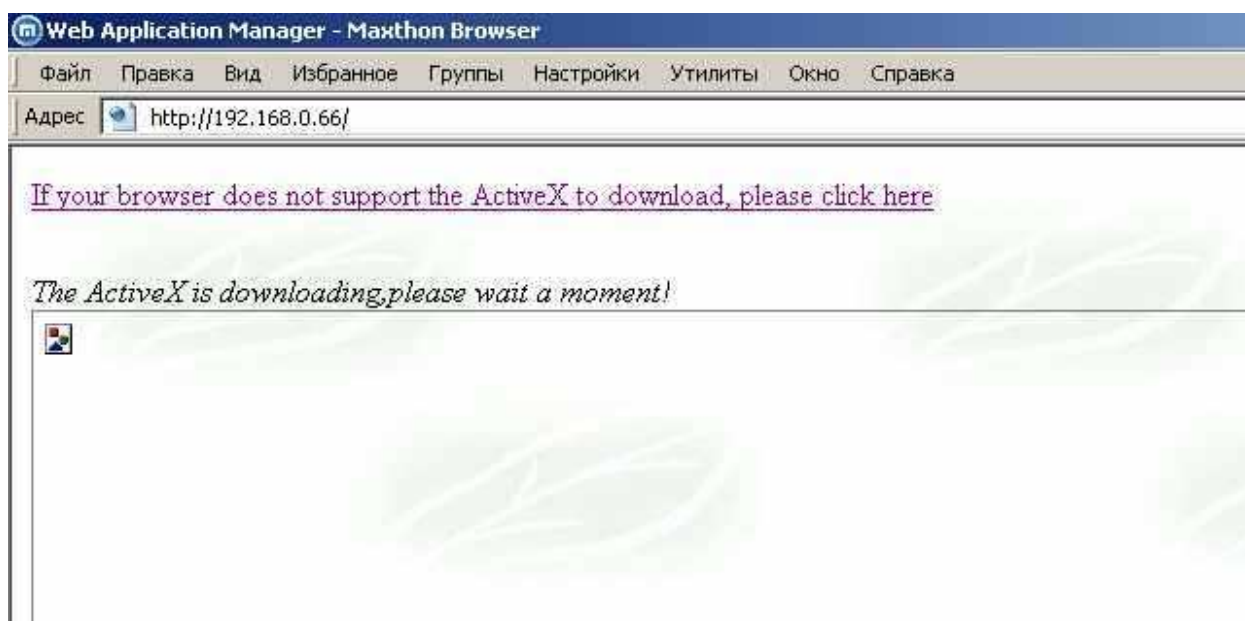 Web Application Manager - Maxthon Browser
Файл Правка Вид Избранное Группы Настройки Утилиты Окно Справка
Адрес http://192.168.0.66/
If your browser does not support the ActiveX to download, please click here
The ActiveX is downloading,please wait a moment!